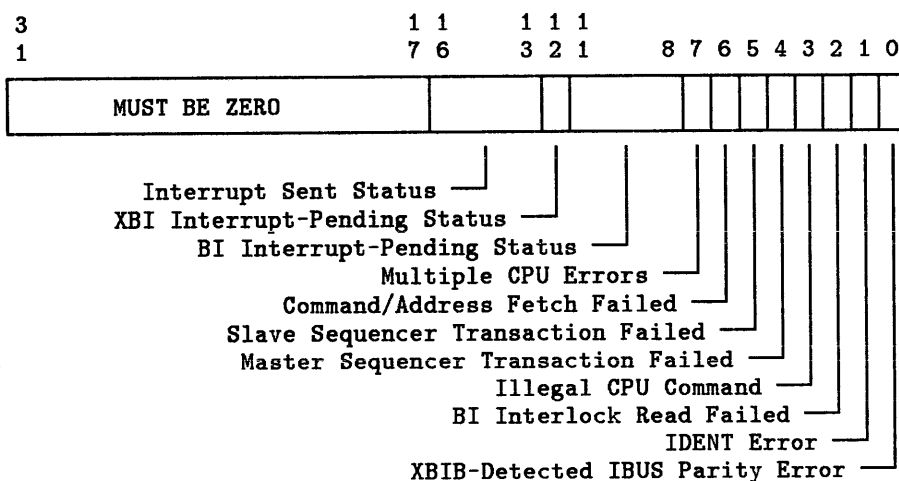 3 1 1 1 1 1
1 7 6 3 2 1 8 7 6 5 4 3 2 1 0
MUST BE ZERO
Interrupt Sent Status
XBI Interrupt-Pending Status
BI Interrupt-Pending Status
Multiple CPU Errors
Command/Address Fetch Failed
Slave Sequencer Transaction Failed
Master Sequencer Transaction Failed
Illegal CPU Command
BI Interlock Read Failed
IDENT Error
XBIB-Detected IBUS Parity Error